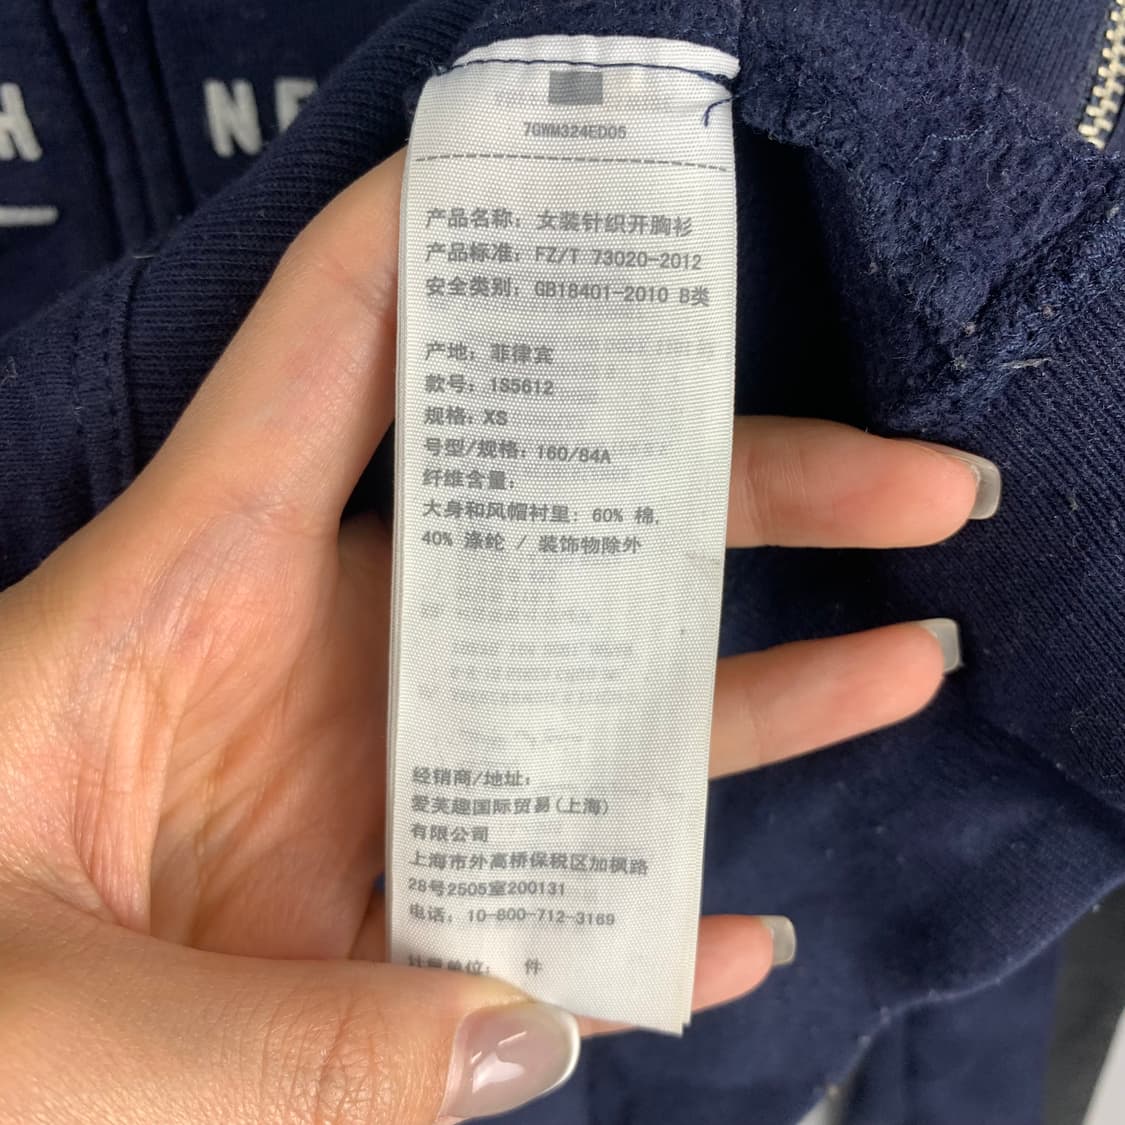 H
NE
7GWM324ED05
产品名称: 女装针织开胸衫
产品标准: FZ/T 73020-2012
安全类别: GB18401-2010 B类
产地: 菲律宾
款号: 1S5612
规格: XS
号型/规格: 160/84A
纤维含量:
大身和风帽衬里: 60% 棉,
40% 涤纶 / 装饰物除外
经销商/地址:
爱芙趣国际贸易(上海)
有限公司
上海市外高桥保税区加枫路
28号2505室200131
电话: 10-800-712-3169
计量单位: 件